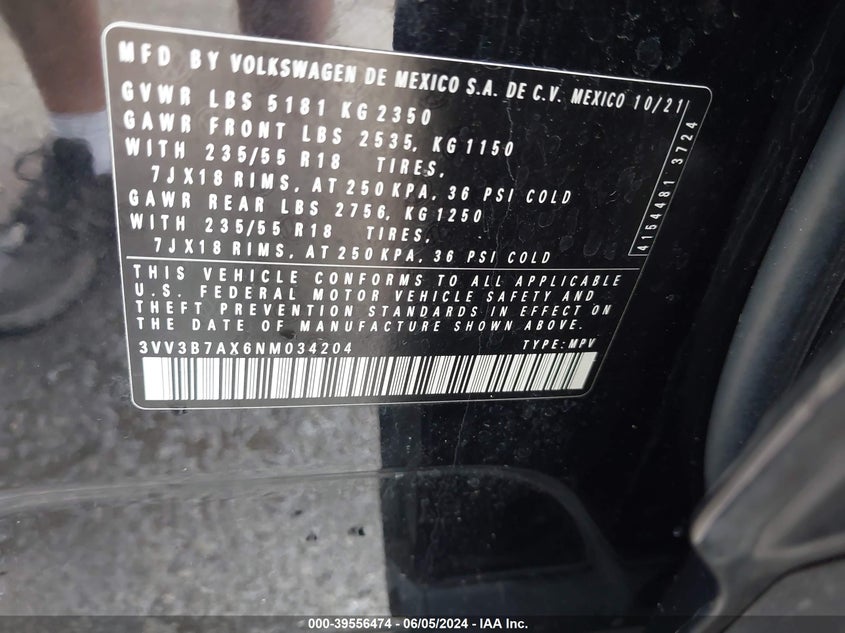 MFD BY VOLKSWAGEN DE MEXICO S.A. DE C.V. MEXICO 10/21
GVWR LBS 5181 KG 2350
GAWR FRONT LBS 2535, KG 1150
WITH 235/55 R18 TIRES,
7JX18 RIMS, AT 250 KPA, 36 PSI COLD
GAWR REAR LBS 2756, KG 1250
WITH 235/55 R18 TIRES,
7JX18 RIMS, AT 250 KPA, 36 PSI COLD
4154481 3724
THIS VEHICLE CONFORMS TO ALL APPLICABLE
U.S. FEDERAL MOTOR VEHICLE SAFETY AND
THEFT PREVENTION STANDARDS IN EFFECT ON
THE DATE OF MANUFACTURE SHOWN ABOVE.
3VV3B7AX6NM034204 TYPE:MPV
000-39556474 - 06/05/2024 - IAA Inc.